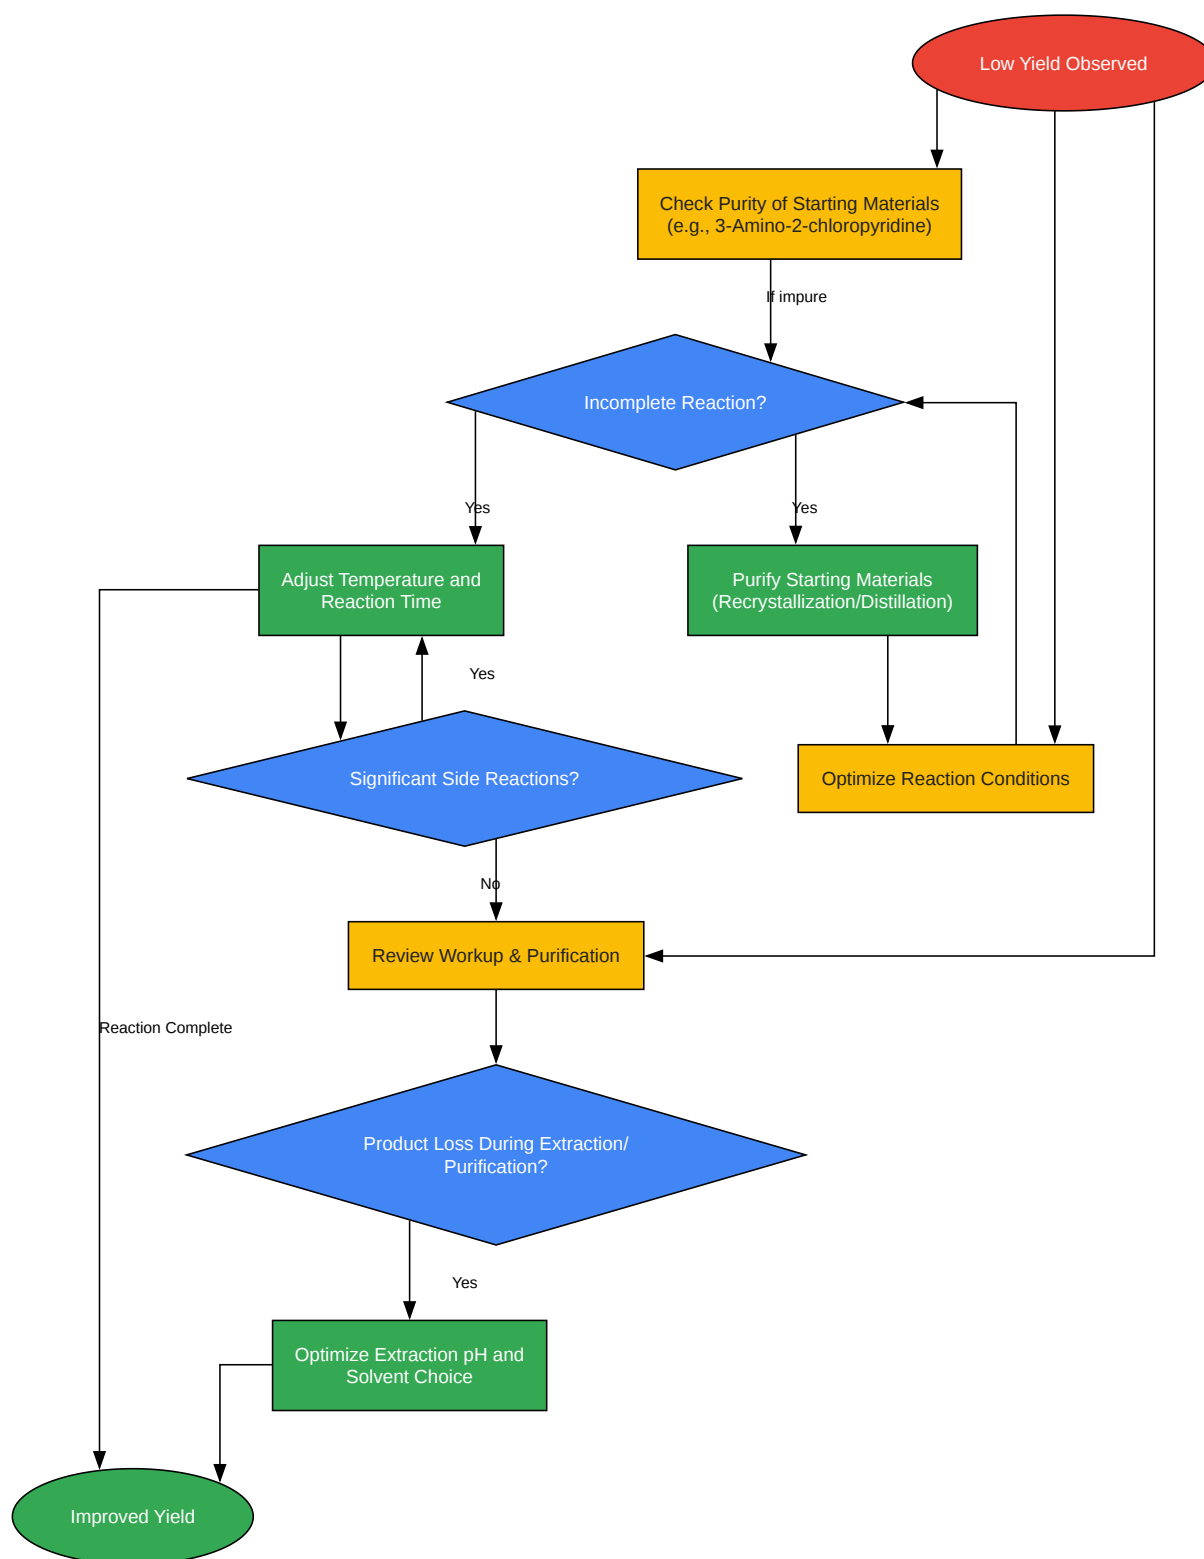 Low Yield Observed
Check Purity of Starting Materials
(e.g., 3-Amino-2-chloropyridine)
If impure
Incomplete Reaction?
Yes
Yes
Adjust Temperature and
Reaction Time
Purify Starting Materials
(Recrystallization/Distillation)
Yes
Significant Side Reactions?
Optimize Reaction Conditions
No
Review Workup & Purification
Reaction Complete
Product Loss During Extraction/
Purification?
Yes
Optimize Extraction pH and
Solvent Choice
Improved Yield